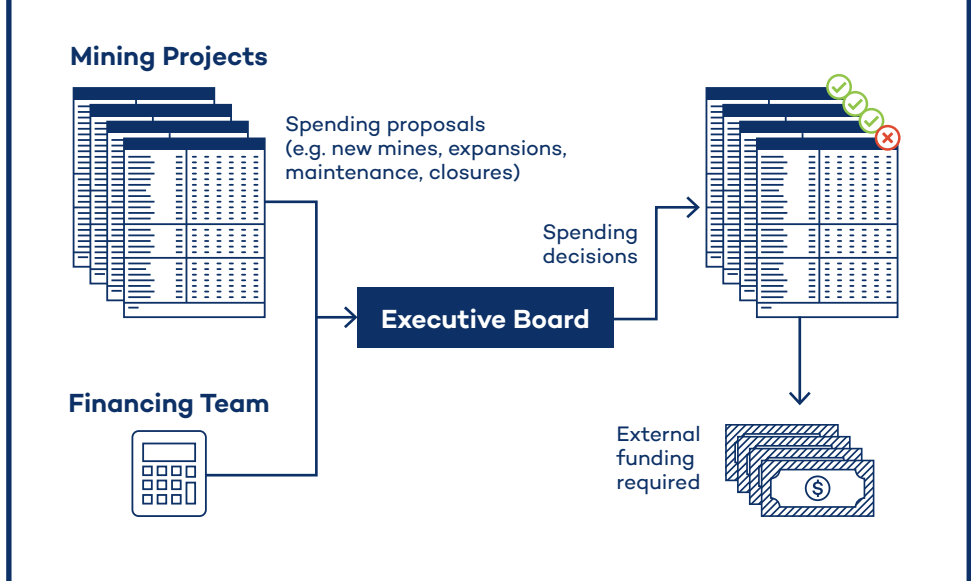 Mining Projects
Spending proposals
(e.g. new mines, expansions,
maintenance, closures)
Spending
decisions
Executive Board
Financing Team
External
funding
required
$